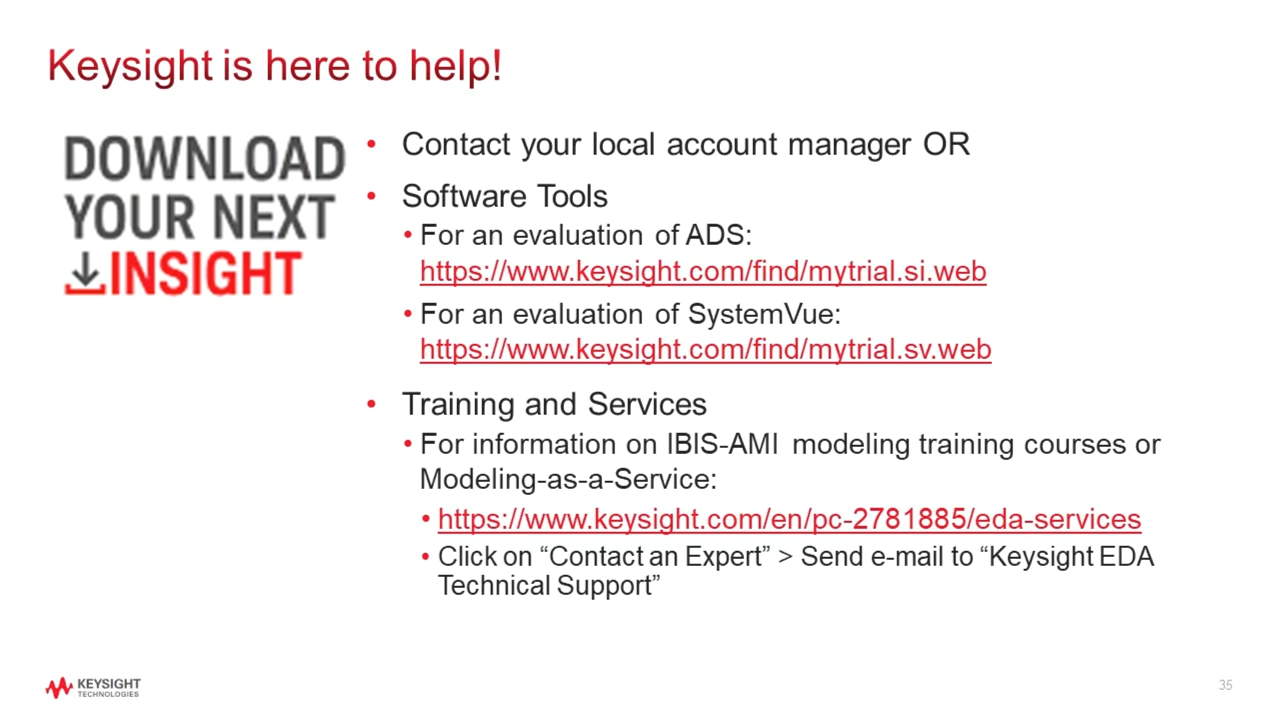 Keysight is here to help!
DOWNLOAD
YOUR NEXT
INSIGHT
• Contact your local account manager OR
• Software Tools
• For an evaluation of ADS:
https://www.keysight.com/find/mytrial.si.web
• For an evaluation of SystemVue:
https://www.keysight.com/find/mytrial.sv.web
• Training and Services
• For information on IBIS-AMI modeling training courses or
Modeling-as-a-Service:
• https://www.keysight.com/en/pc-2781885/eda-services
• Click on “Contact an Expert” > Send e-mail to “Keysight EDA
Technical Support”
KEYSIGHT
TECHNOLOGIES
35